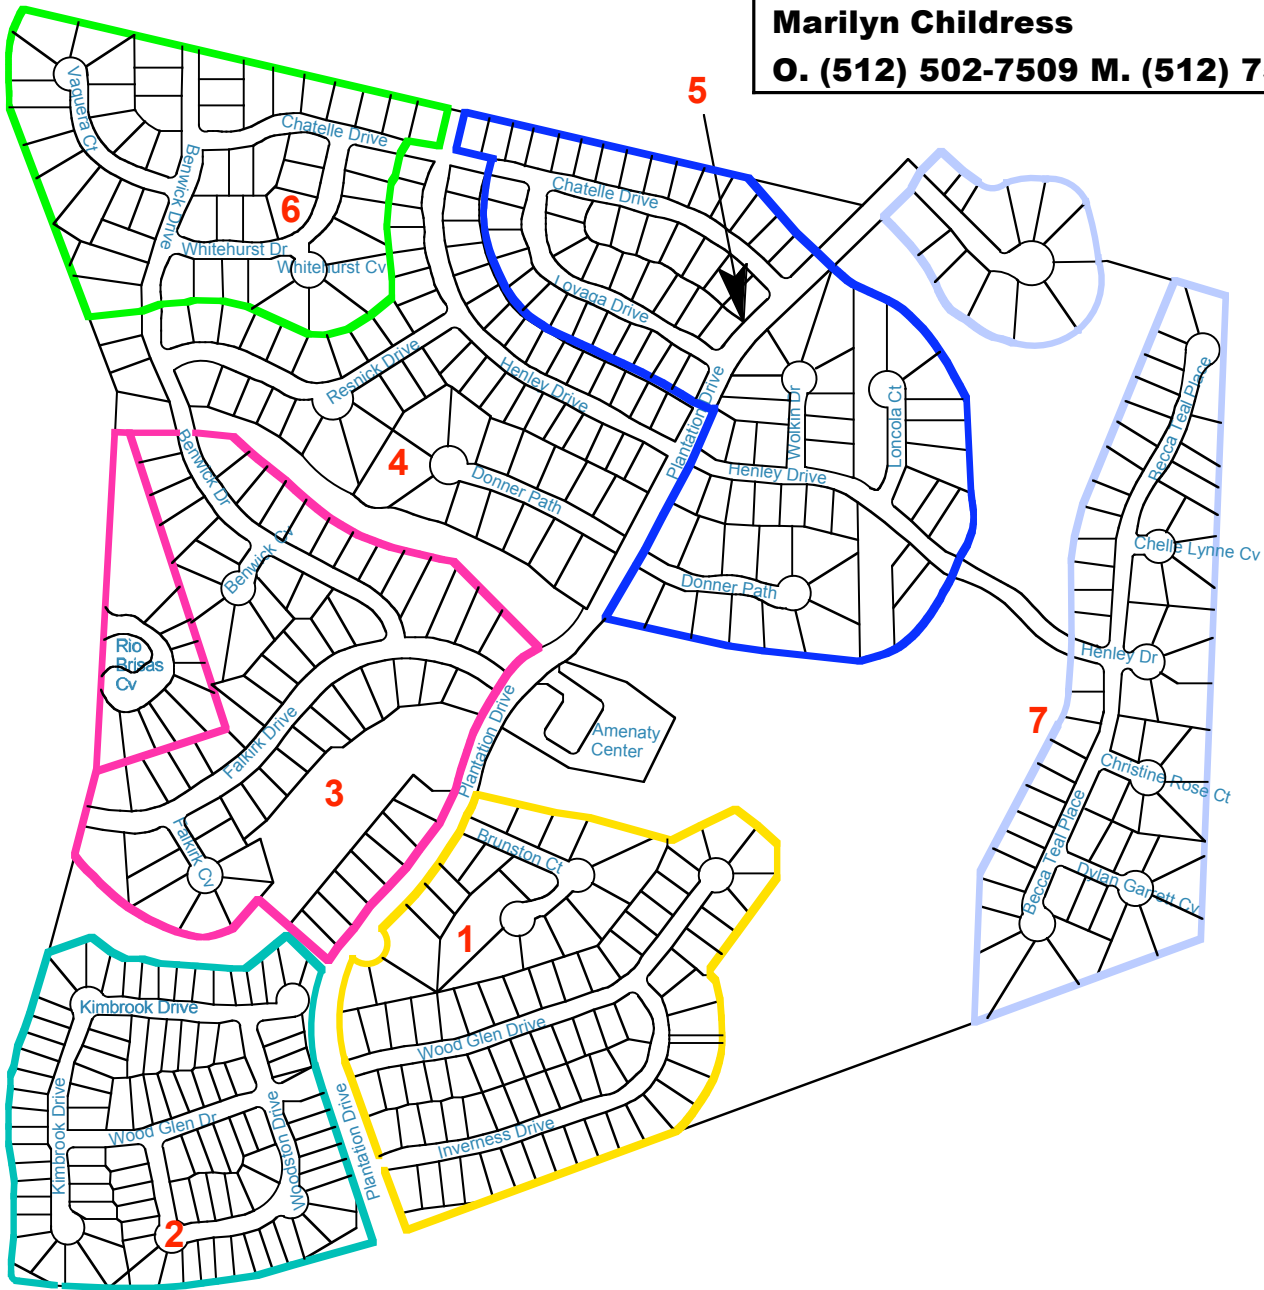 Marilyn Childress
O. (512) 502-7509 M. (512)
5
Vaquera Ct
Chatelle Drive
Benwick Drive
6
Whitehurst Dr
Whitehurst Cv
Chatelle Drive
Lovaga Drive
Resnick Drive
Henley Drive
Plantation Drive
Wolkin Dr
Loncola Ct
Becca Teal Place
4
Donner Path
Henley Drive
Benwick Dr
Benwick Cv
Donner Path
Chelle Lynne Cv
Rio
Brisas
Cv
Henley Dr
Falkirk Drive
Plantation Drive
Amenaty
Center
7
3
Christine Rose Ct
Falkirk Cv
Brunston Ct
Becca Teal Place
Dylan Garrett Cv
1
Kimbrook Drive
Wood Glen Drive
Kimbrook Drive
Wood Glen Dr
Woodston Drive
Plantation Drive
Inverness Drive
2